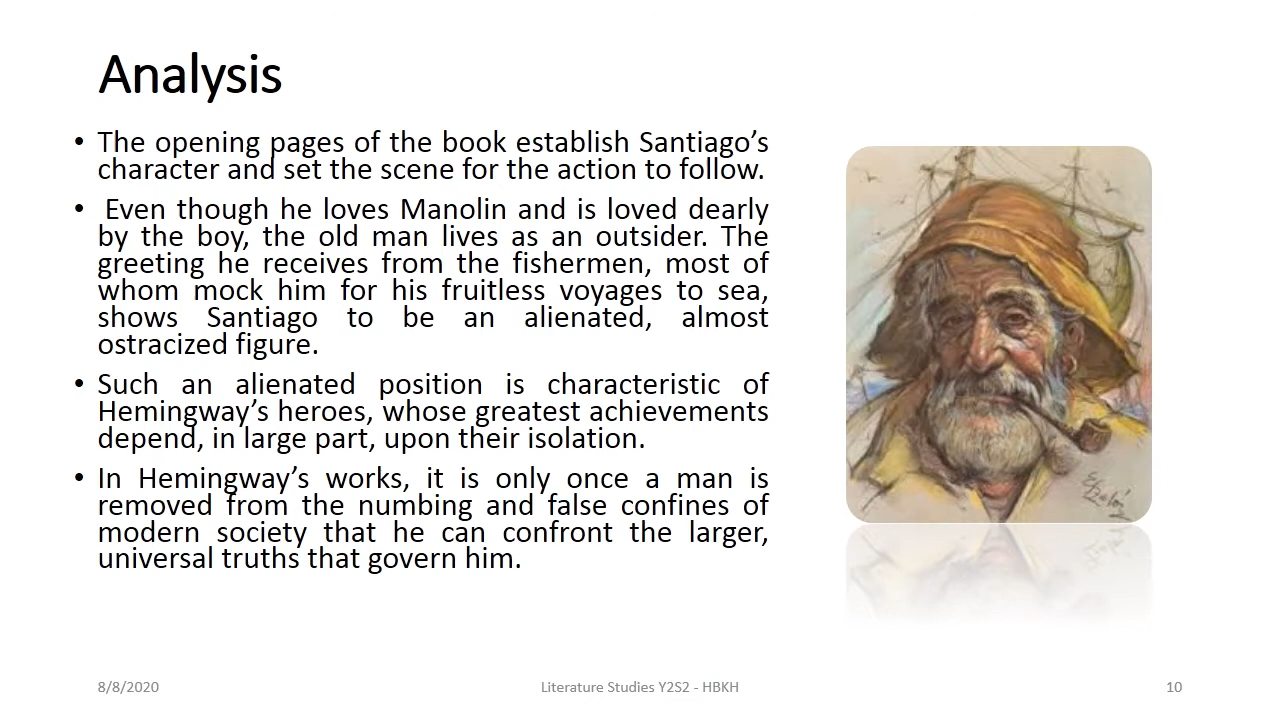 Analysis
• The opening pages of the book establish Santiago’s
character and set the scene for the action to follow.
• Even though he loves Manolin and is loved dearly
by the boy, the old man lives as an outsider. The
greeting he receives from the fishermen, most of
whom mock him for his fruitless voyages to sea,
shows Santiago to be an alienated, almost
ostracized figure.
• Such an alienated position is characteristic of
Hemingway’s heroes, whose greatest achievements
depend, in large part, upon their isolation.
• In Hemingway’s works, it is only once a man is
removed from the numbing and false confines of
modern society that he can confront the larger,
universal truths that govern him.
8/8/2020
Literature Studies Y2S2 - HBKH
10